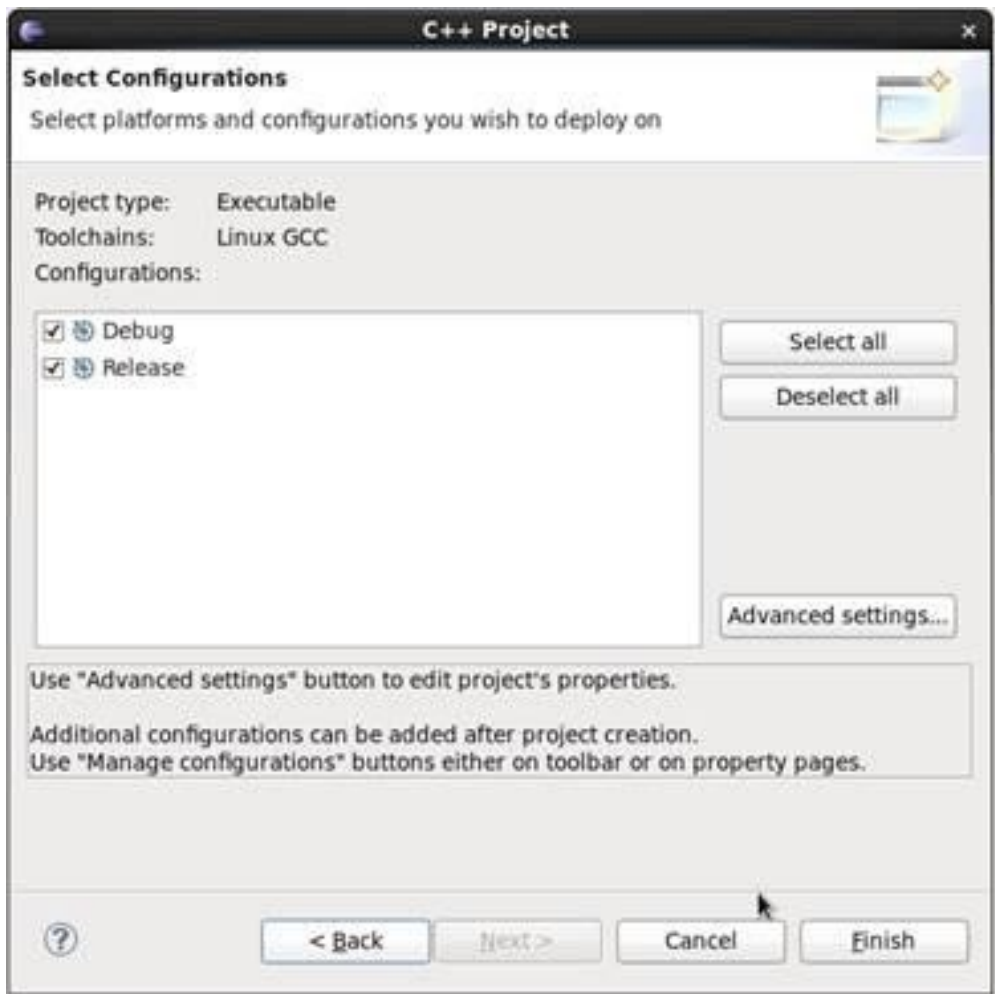 C++ Project
Select Configurations
Select platforms and configurations you wish to deploy on
Project type: Executable
Toolchains: Linux GCC
Configurations:
Debug
Release
Select all
Deselect all
Advanced settings...
Use "Advanced settings" button to edit project's properties.
Additional configurations can be added after project creation.
Use "Manage configurations" buttons either on toolbar or on property pages.
?
< Back
Next >
Cancel
Finish